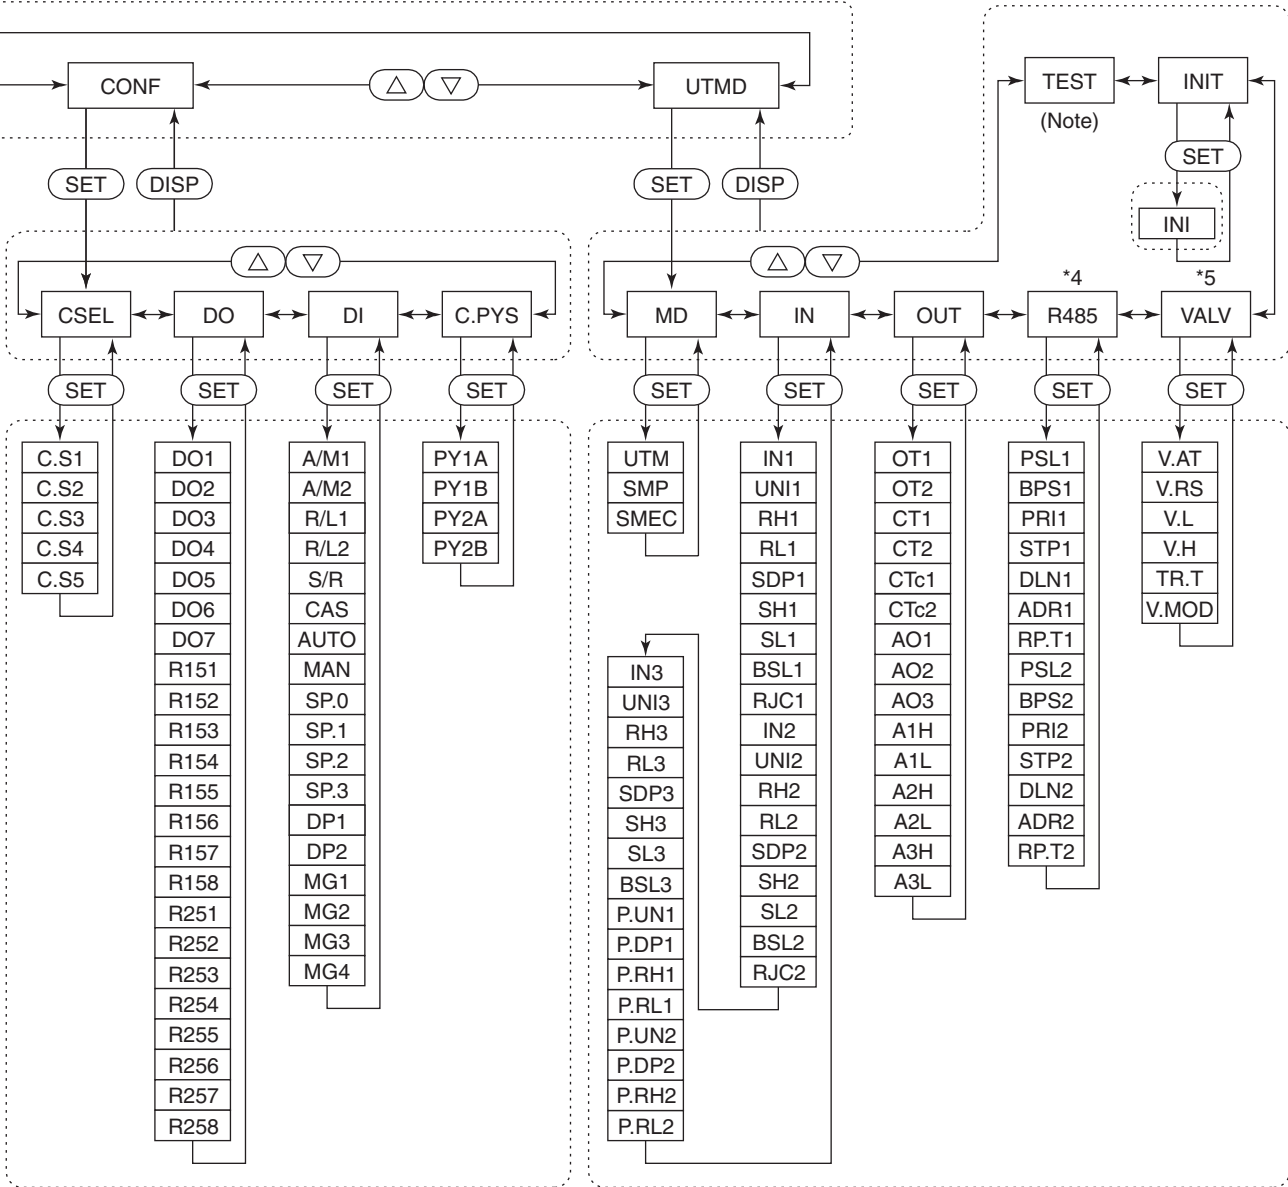 CONF
△
▽
UTMD
TEST
(Note)
INIT
SET
DISP
SET
DISP
SET
INI
△
▽
△
▽
*4
*5
CSEL
DO
DI
C.PYS
MD
IN
OUT
R485
VALV
SET
SET
SET
SET
SET
SET
SET
SET
SET
C.S1
C.S2
C.S3
C.S4
C.S5
DO1
DO2
DO3
DO4
DO5
DO6
DO7
R151
R152
R153
R154
R155
R156
R157
R158
R251
R252
R253
R254
R255
R256
R257
R258
A/M1
A/M2
R/L1
R/L2
S/R
CAS
AUTO
MAN
SP.0
SP.1
SP.2
SP.3
DP1
DP2
MG1
MG2
MG3
MG4
PY1A
PY1B
PY2A
PY2B
UTM
SMP
SMEC
IN1
UNI1
RH1
RL1
SDP1
SH1
SL1
BSL1
RJC1
IN2
UNI2
RH2
RL2
SDP2
SH2
SL2
BSL2
RJC2
IN3
UNI3
RH3
RL3
SDP3
SH3
SL3
BSL3
P.UN1
P.DP1
P.RH1
P.RL1
P.UN2
P.DP2
P.RH2
P.RL2
OT1
OT2
CT1
CT2
CTc1
CTc2
AO1
AO2
AO3
A1H
A1L
A2H
A2L
A3H
A3L
PSL1
BPS1
PRI1
STP1
DLN1
ADR1
RP.T1
PSL2
BPS2
PRI2
STP2
DLN2
ADR2
RP.T2
V.AT
V.RS
V.L
V.H
TR.T
V.MOD